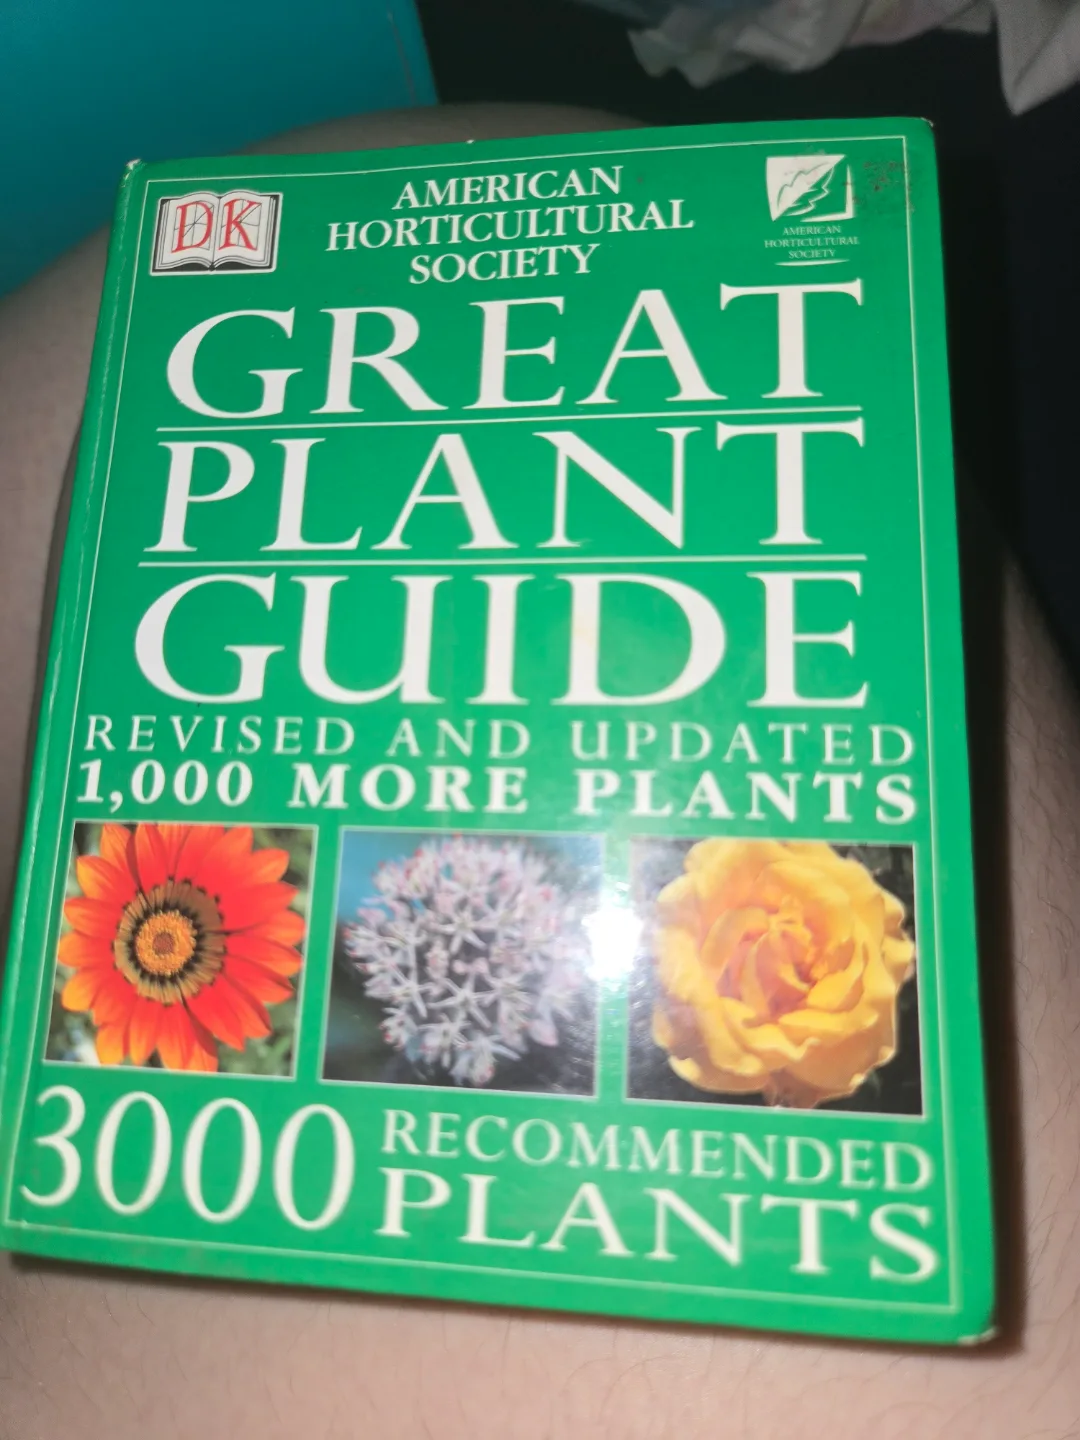 DK
AMERICAN
HORTICULTURAL
SOCIETY
AMERICAN
HORTICULTURAL
SOCIETY
GREAT
PLANT
GUIDE
REVISED AND UPDATED
1,000 MORE PLANTS
3000 RECOMMENDED
PLANTS